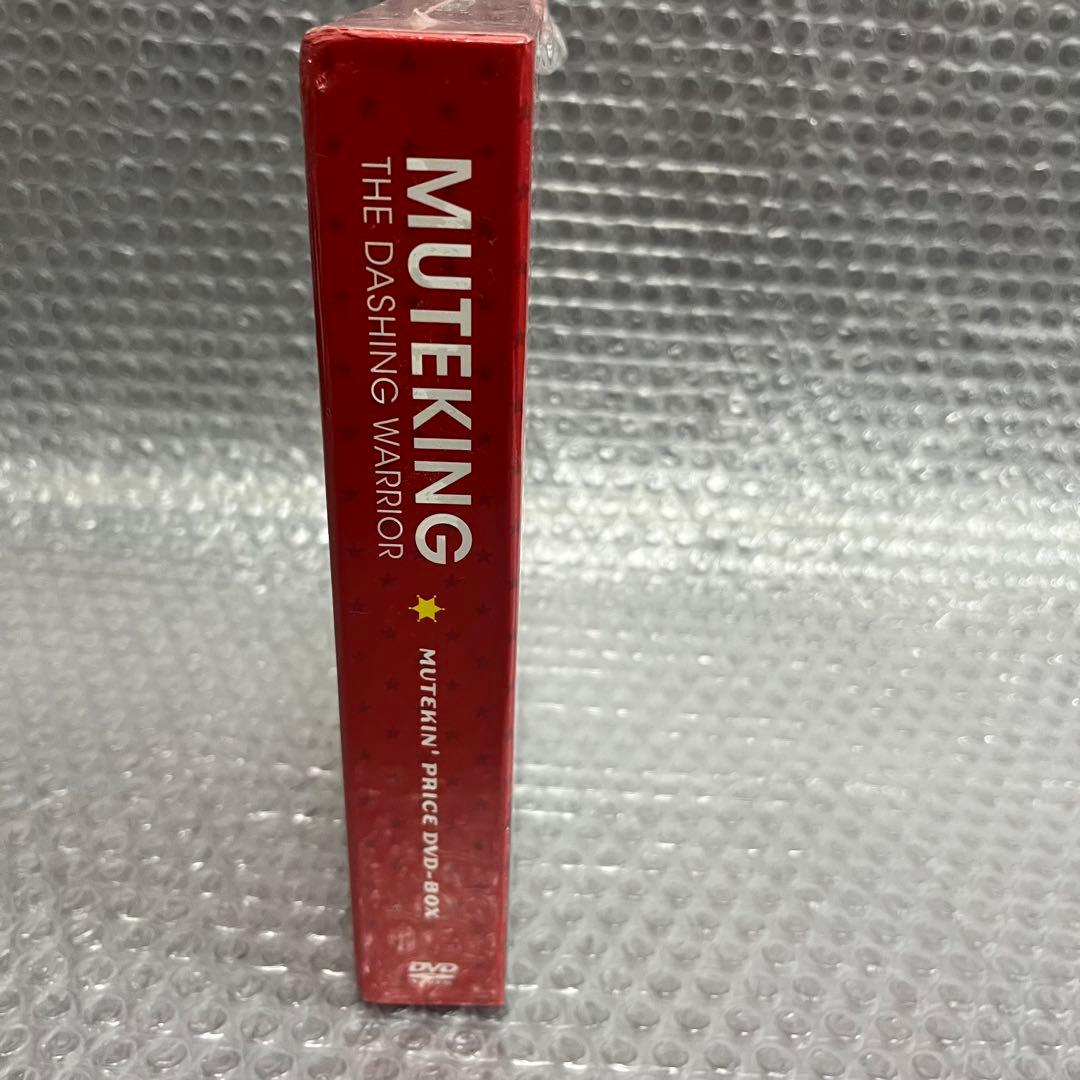 MUTEKING
THE DASHING WARRIOR
MUTEKIN' PRICE DVD-BOX
DVD